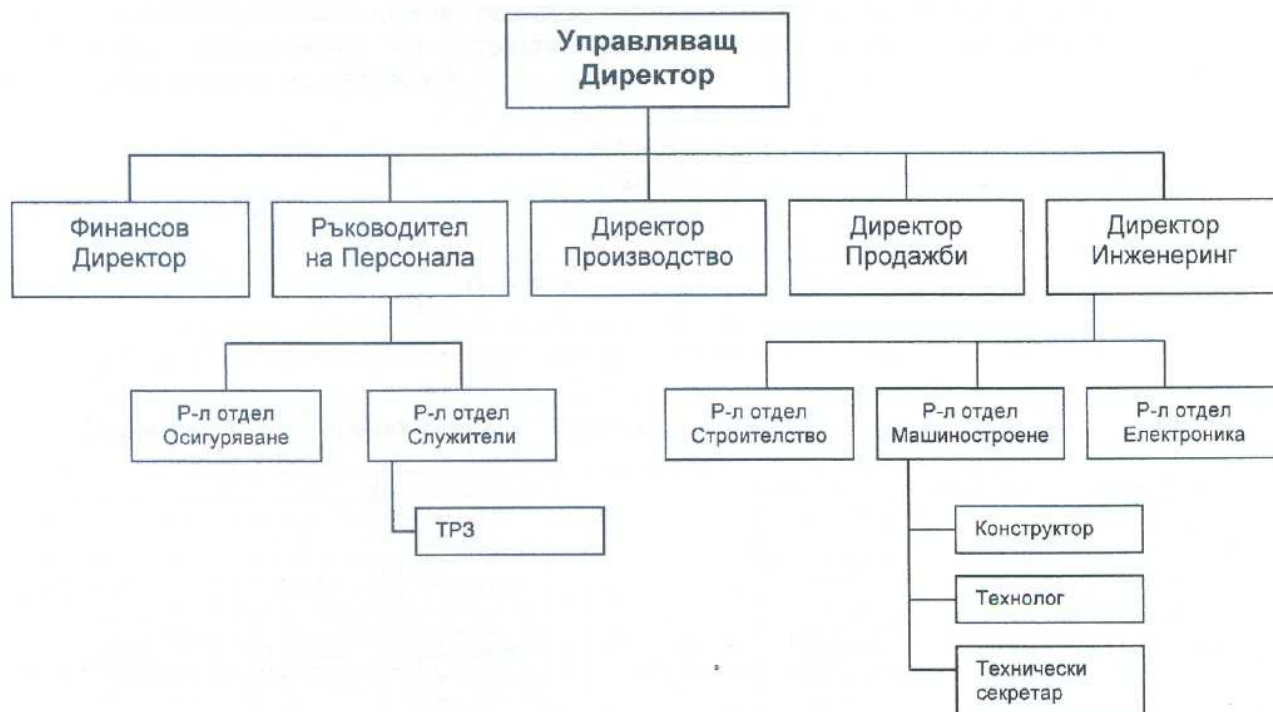 Управляващ
Директор
Финансов
Директор
Ръководител
на Персонала
Директор
Производство
Директор
Продажби
Директор
Инженеринг
Р-л отдел
Осигуряване
Р-л отдел
Служители
Р-л отдел
Строителство
Р-л отдел
Машиностроене
Р-л отдел
Електроника
ТРЗ
Конструктор
Технолог
Технически
секретар